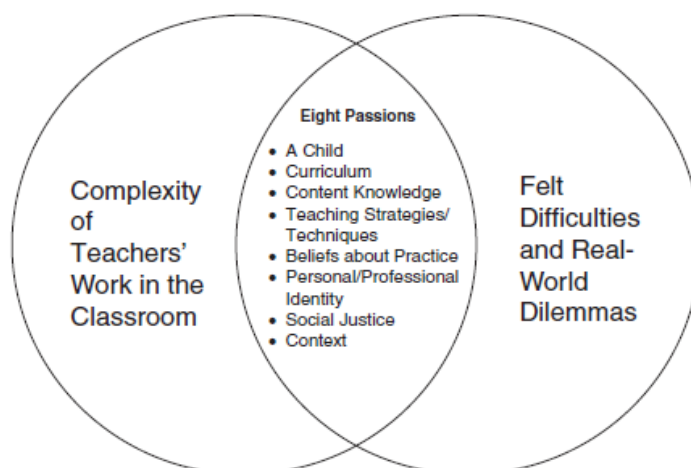 Complexity
of
Teachers'
Work in the
Classroom
Eight Passions
• A Child
• Curriculum
• Content Knowledge
• Teaching Strategies/
Techniques
• Beliefs about Practice
• Personal/Professional
Identity
• Social Justice
• Context
Felt
Difficulties
and Real-
World
Dilemmas